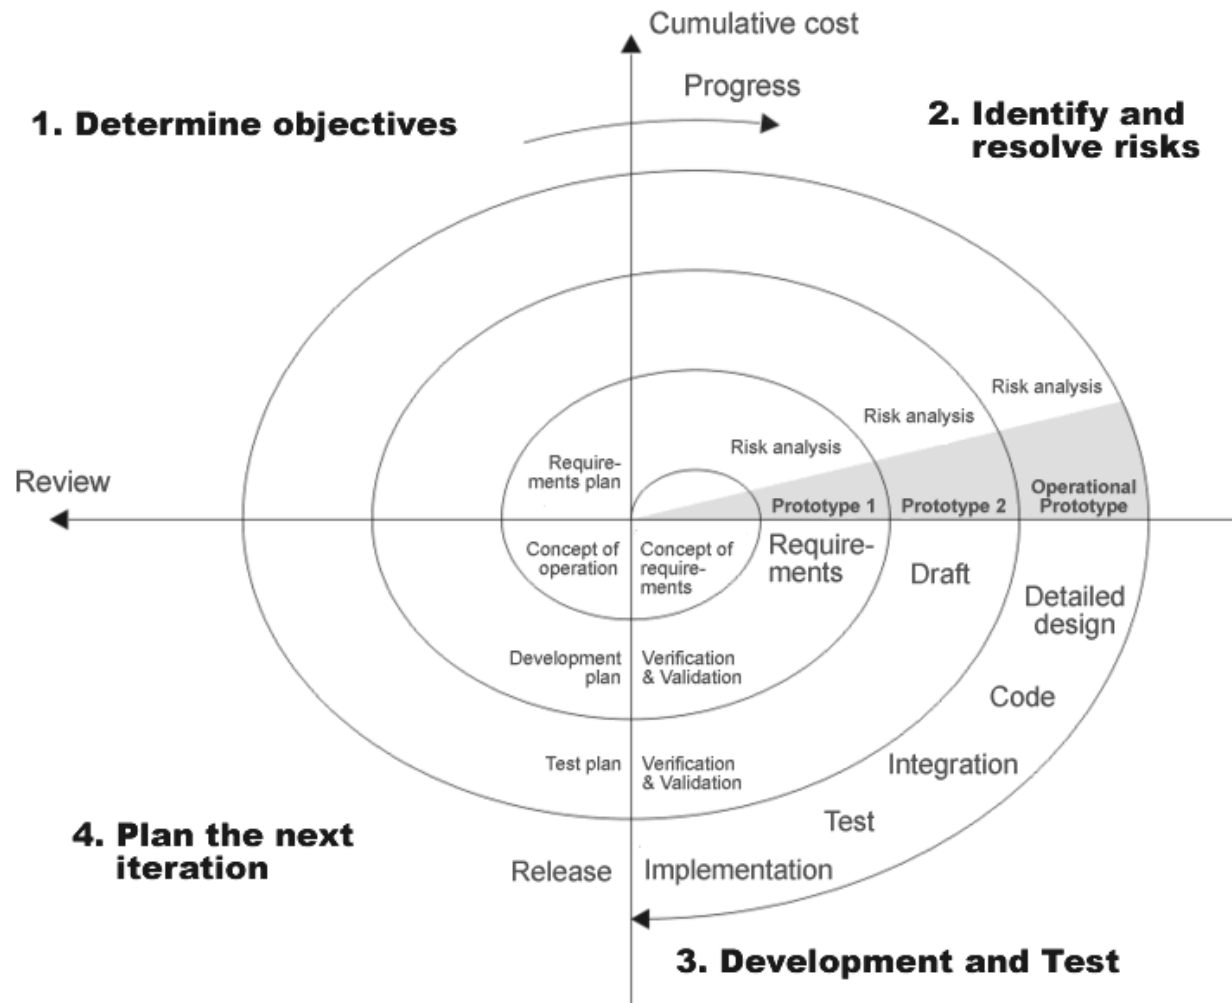 Cumulative cost
Progress
1. Determine objectives
2. Identify and
resolve risks
Risk analysis
Risk analysis
Risk analysis
Require-
ments plan
Review
Operational
Prototype
Prototype 1
Prototype 2
Concept of
operation
Concept of
require-
ments
Require-
ments
Draft
Detailed
design
Development
plan
Verification
& Validation
Code
Test plan
Verification
& Validation
Integration
Test
4. Plan the next
iteration
Release
Implementation
3. Development and Test